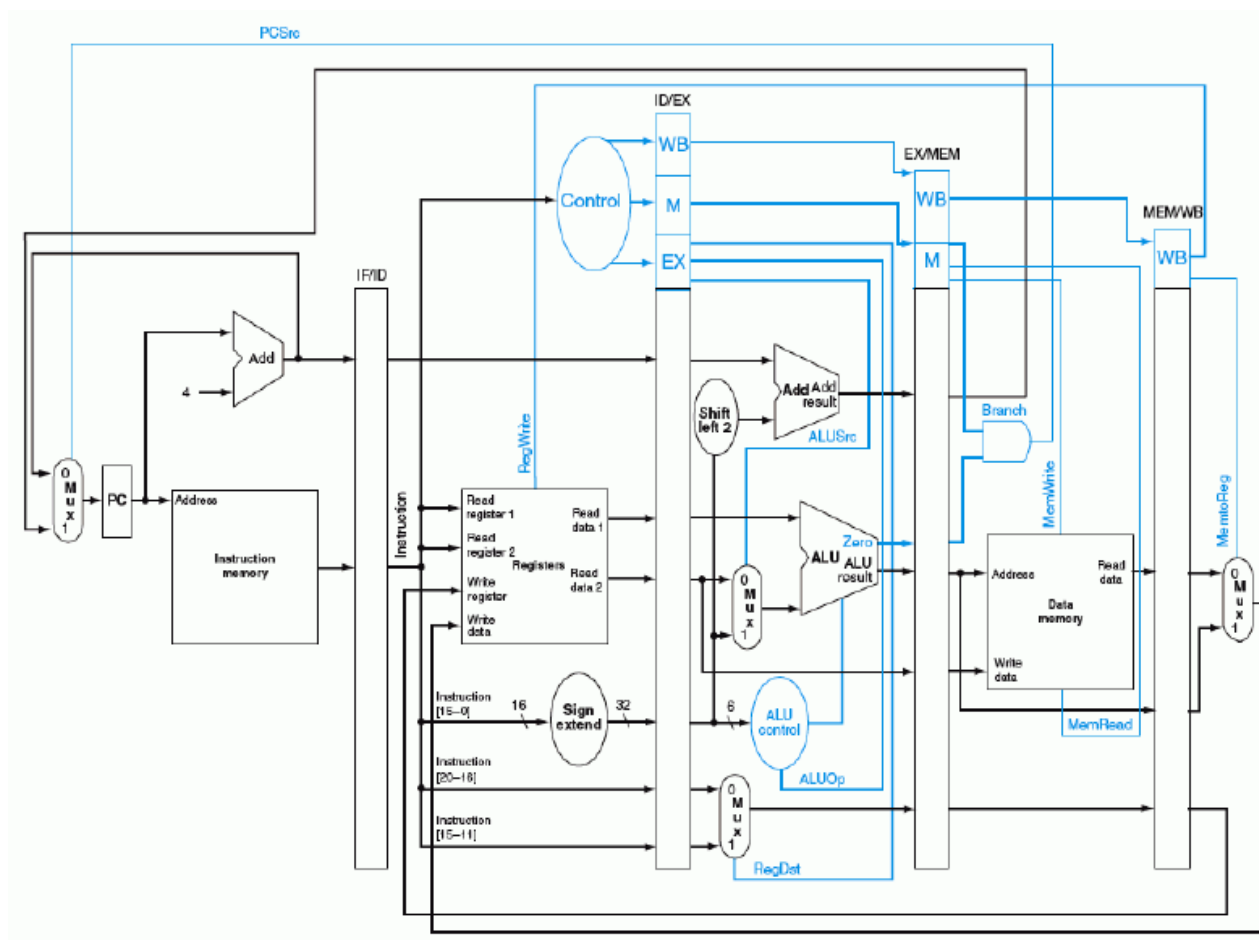 PCSrc
ID/EX
WB
EX/MEM
Control
M
WB
MEM/WB
EX
M
WB
IF/ID
Add
4
Shift
left 2
Add
Add
result
Branch
ALUSrc
RegWrite
MemWrite
MemtoReg
0
M
u
x
1
PC
Address
Instruction
memory
Instruction
Read
register 1
Read
register 2
Write
register
Write
data
Registers
Read
data 1
Read
data 2
0
M
u
x
1
Zero
ALU
ALU
result
Address
Read
data
Data
memory
Write
data
0
M
u
x
1
Instruction
[15–0]
16
Sign
extend
32
6
ALU
control
MemRead
Instruction
[20–16]
ALUOp
0
M
u
x
1
Instruction
[15–11]
RegDst